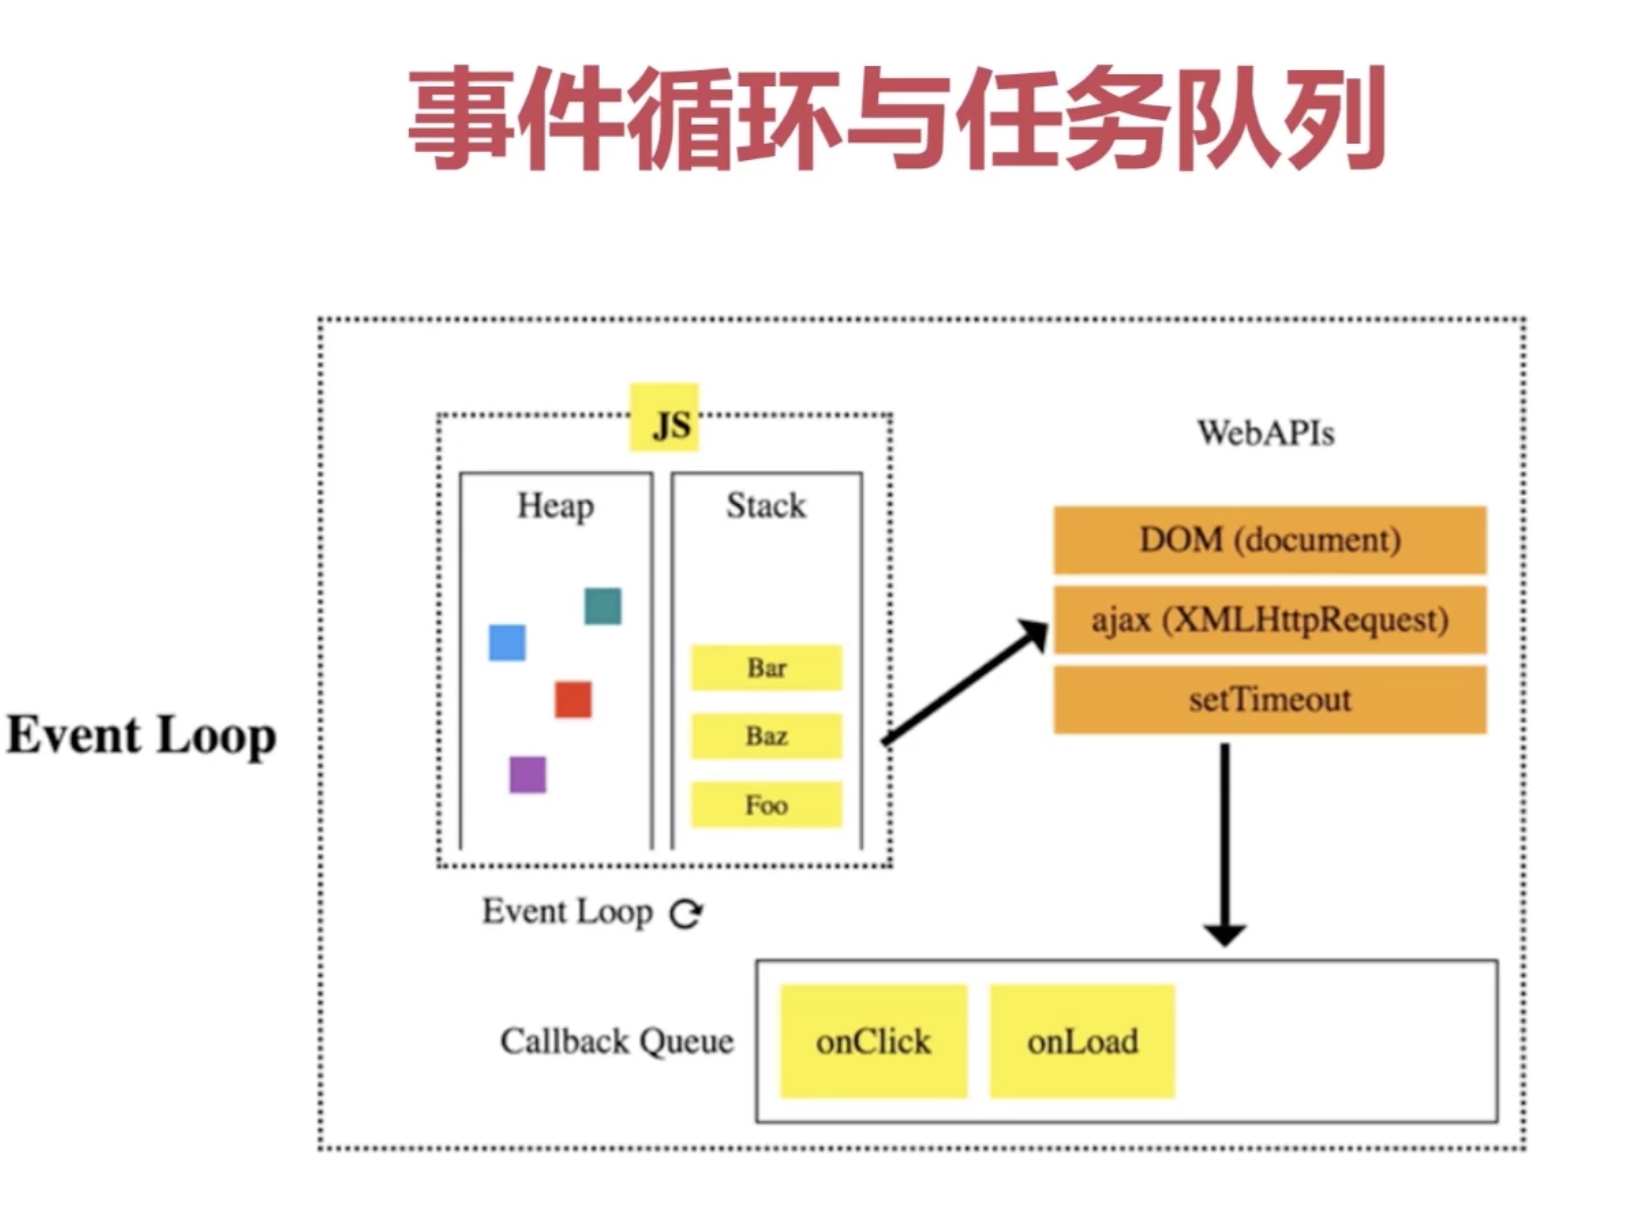 事件循环与任务队列
JS
WebAPIs
Heap
Stack
DOM (document)
ajax (XMLHttpRequest)
setTimeout
Bar
Baz
Foo
Event Loop
Event Loop
Callback Queue
onClick
onLoad